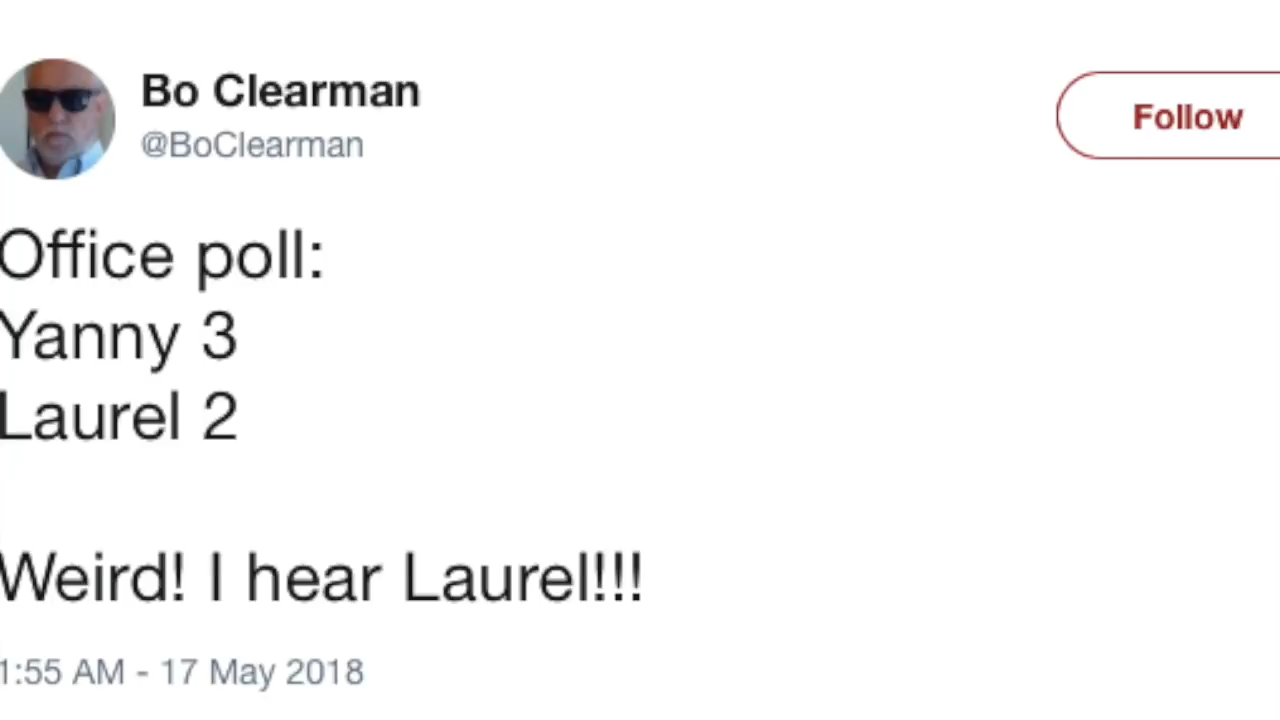 Bo Clearman
@BoClearman
Follow
Office poll:
Yanny 3
Laurel 2
Weird! I hear Laurel!!!
1:55 AM - 17 May 2018